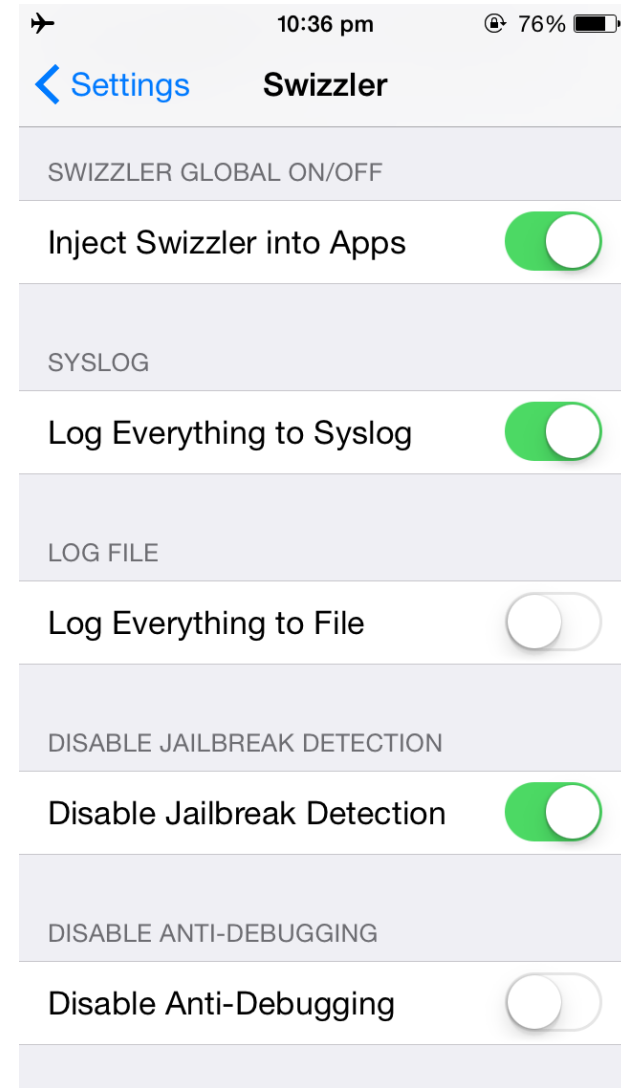 10:36 pm 76%
Settings Swizzler
SWIZZLER GLOBAL ON/OFF
Inject Swizzler into Apps
SYSLOG
Log Everything to Syslog
LOG FILE
Log Everything to File
DISABLE JAILBREAK DETECTION
Disable Jailbreak Detection
DISABLE ANTI-DEBUGGING
Disable Anti-Debugging